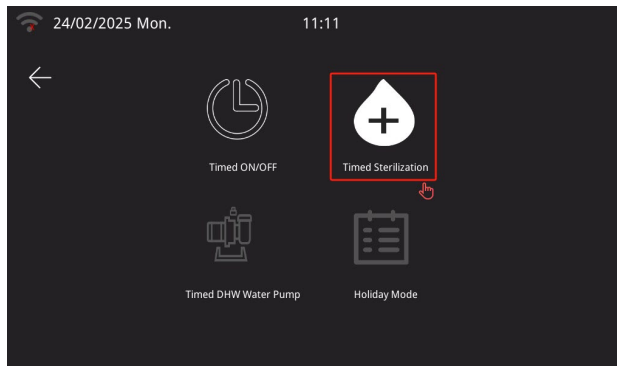 24/02/2025 Mon.
11:11
Timed ON/OFF
Timed Sterilization
Timed DHW Water Pump
Holiday Mode